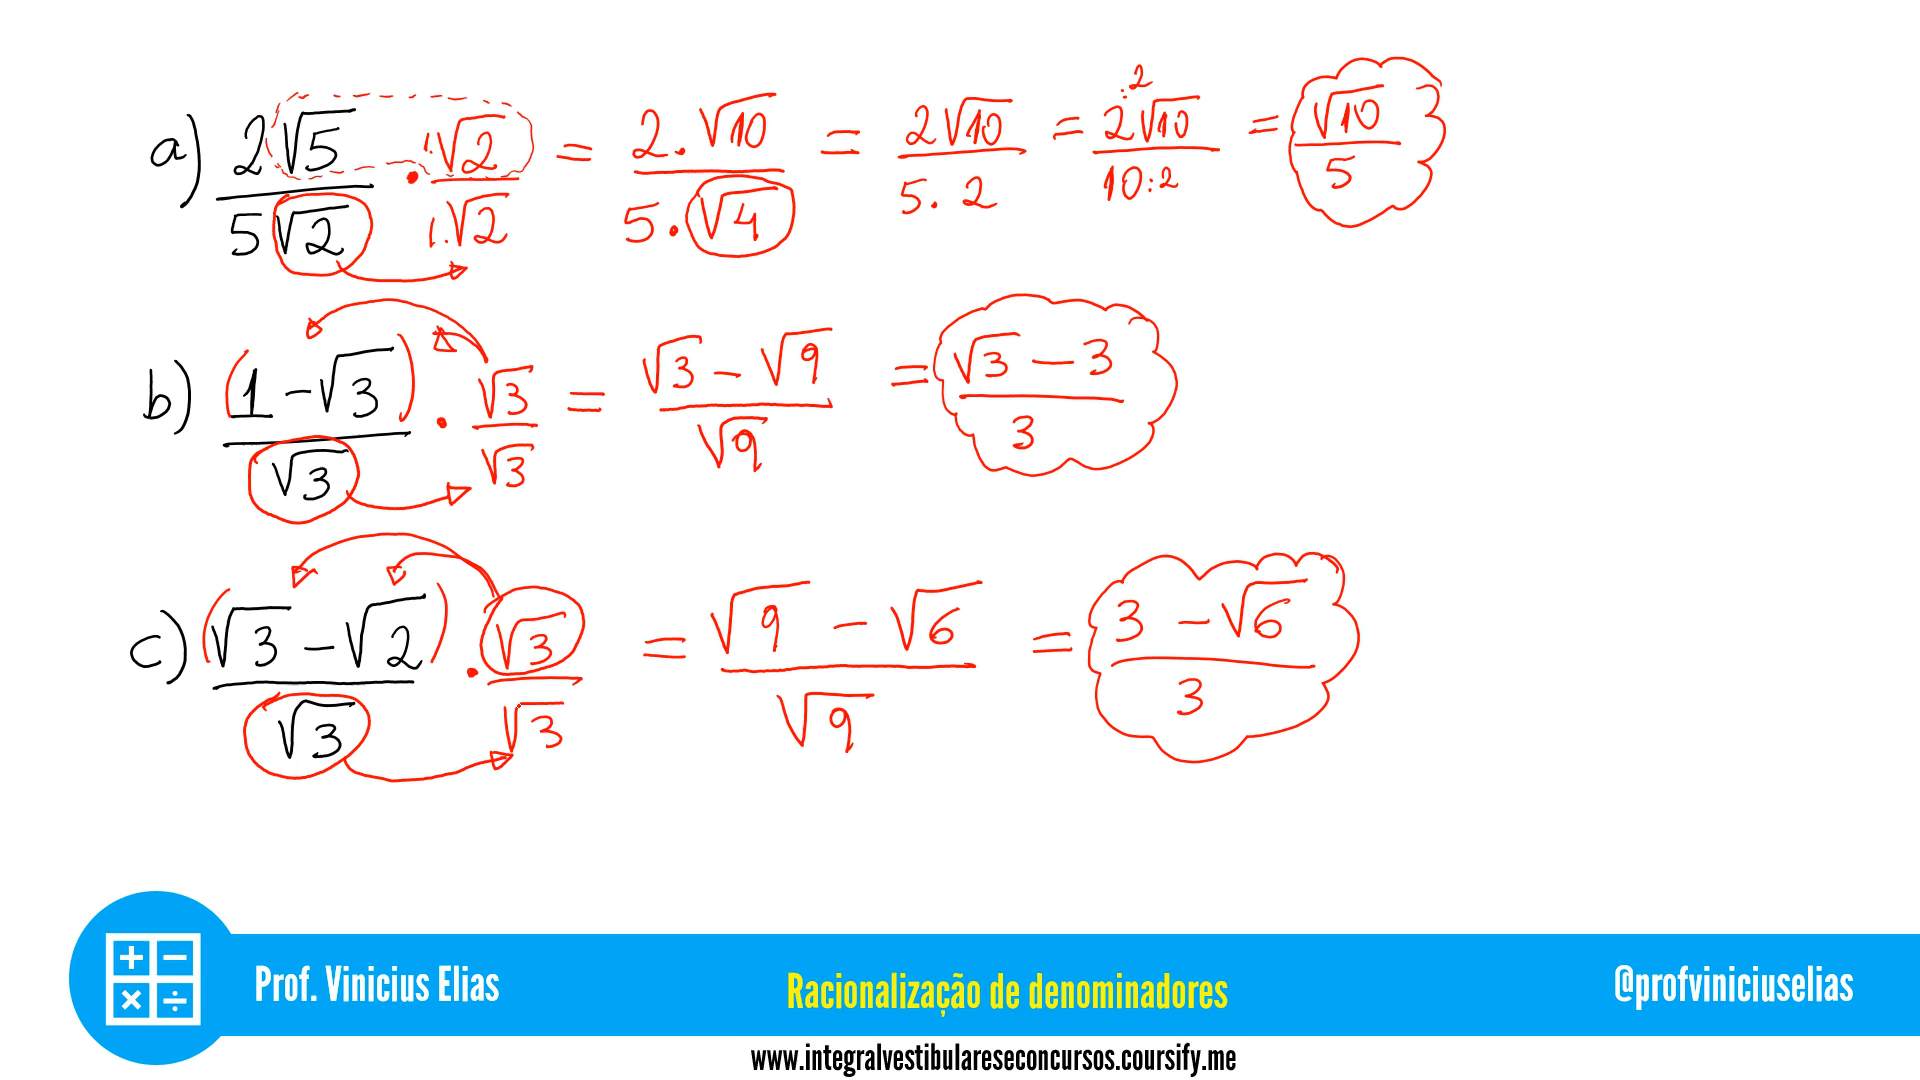 a) 2√5 / 5√2 · 1.√2 / 1.√2 = 2.√10 / 5.√4 = 2√10 / 5.2 = 2√10 :2 / 10:2 = √10 / 5
b) (1-√3) / √3 · √3 / √3 = √3 - √9 / √9 = √3 - 3 / 3
c) (√3-√2) / √3 · √3 / √3 = √9 - √6 / √9 = 3 - √6 / 3
Prof. Vinicius Elias
Racionalização de denominadores
@profviniciuselias
www.integralvestibulareseconcursos.coursify.me